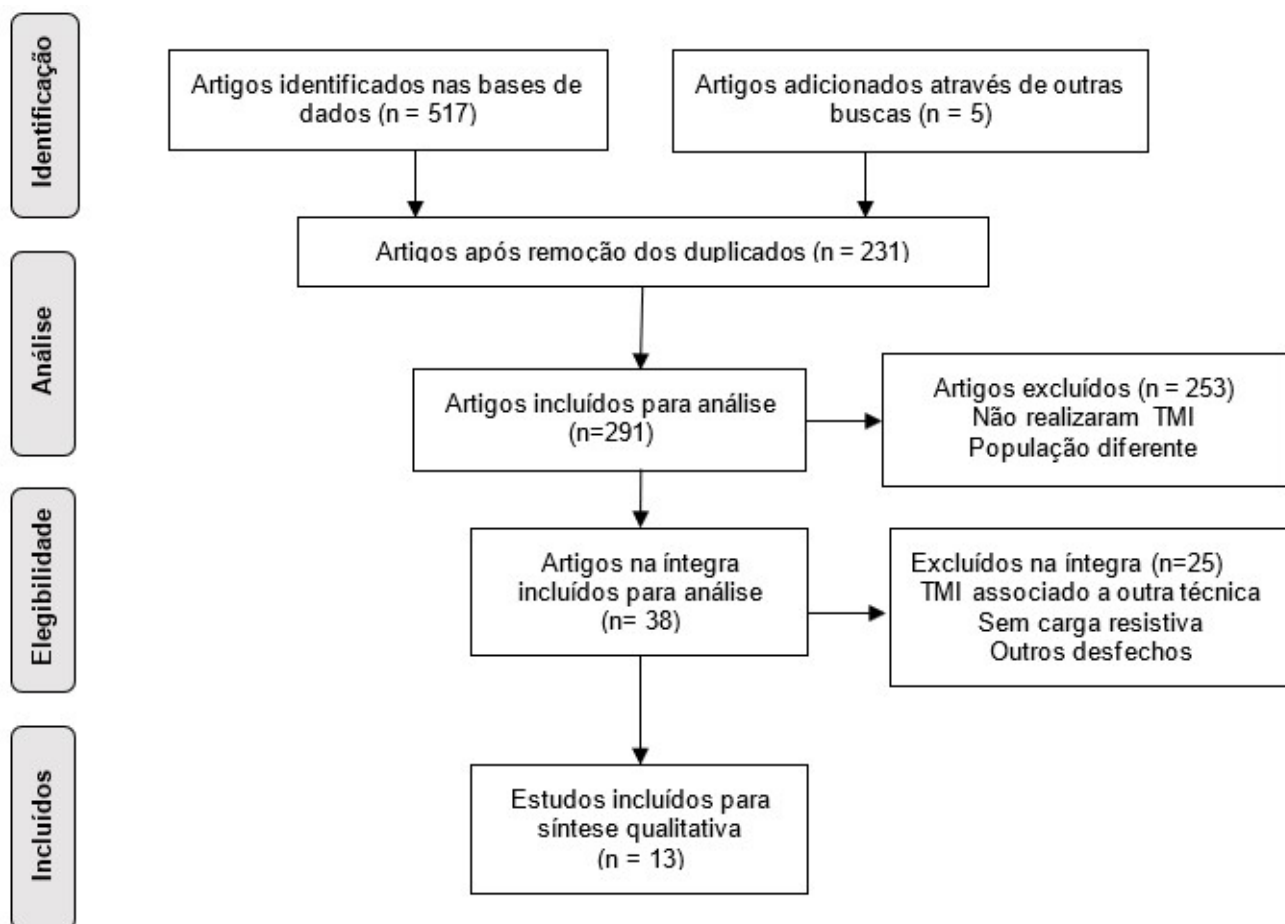 Identificação
Artigos identificados nas bases de
dados (n = 517)
Artigos adicionados através de outras
buscas (n = 5)
Artigos após remoção dos duplicados (n = 231)
Análise
Artigos incluídos para análise
(n=291)
Artigos excluídos (n = 253)
Não realizaram TMI
População diferente
Elegibilidade
Artigos na íntegra
incluídos para análise
(n= 38)
Excluídos na íntegra (n=25)
TMI associado a outra técnica
Sem carga resistiva
Outros desfechos
Incluídos
Estudos incluídos para
síntese qualitativa
(n = 13)